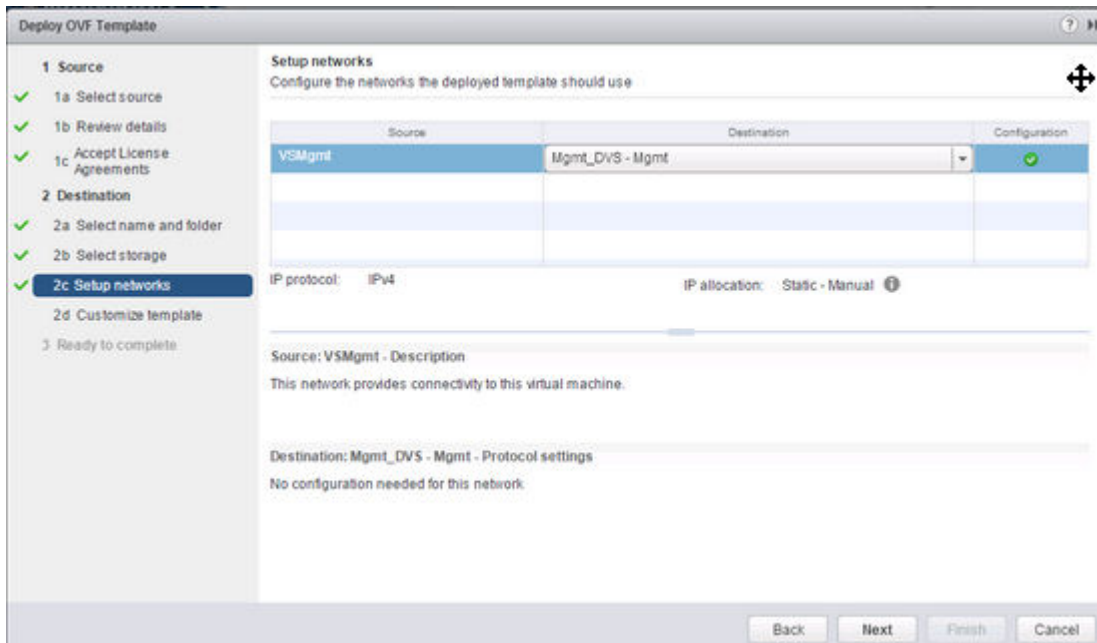 Deploy OVF Template
1 Source
1a Select source
1b Review details
1c Accept License
Agreements
2 Destination
2a Select name and folder
2b Select storage
2c Setup networks
2d Customize template
3 Ready to complete
Setup networks
Configure the networks the deployed template should use
Source Destination Configuration
VSMgmt Mgmt_DVS - Mgmt
IP protocol: IPv4 IP allocation: Static - Manual
Source: VSMgmt - Description
This network provides connectivity to this virtual machine.
Destination: Mgmt_DVS - Mgmt - Protocol settings
No configuration needed for this network
Back Next Finish Cancel